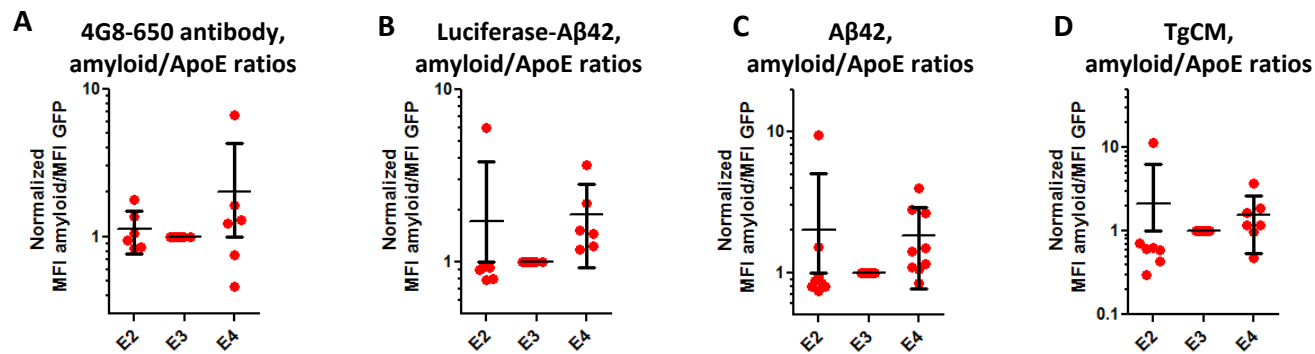 A
4G8-650 antibody,
amyloid/ApoE ratios
Normalized
MFI amyloid/MFI GFP
10
1
E2
E3
E4
B
Luciferase-Aβ42,
amyloid/ApoE ratios
Normalized
MFI amyloid/MFI GFP
10
1
E2
E3
E4
C
Aβ42,
amyloid/ApoE ratios
Normalized
MFI amyloid/MFI GFP
10
1
E2
E3
E4
D
TgCM,
amyloid/ApoE ratios
Normalized
MFI amyloid/MFI GFP
10
1
0.1
E2
E3
E4